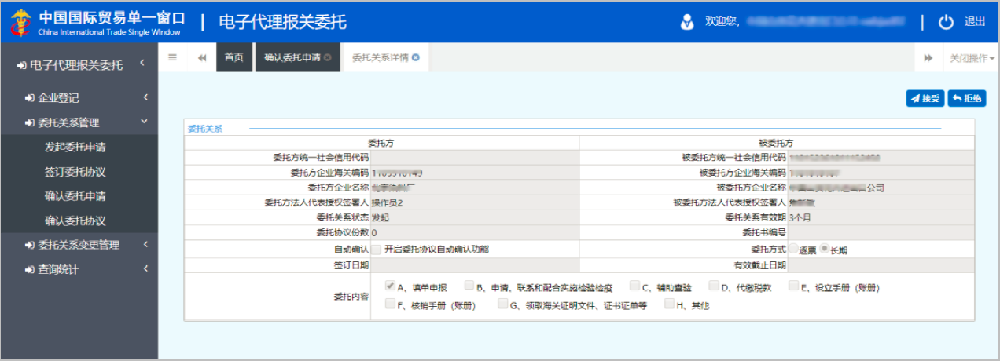 中国国际贸易单一窗口 | 电子代理报关委托
China International Trade Single Window
欢迎您,
退出
电子代理报关委托
企业登记
委托关系管理
发起委托申请
签订委托协议
确认委托申请
确认委托协议
委托关系变更管理
查询统计
首页 确认委托申请 委托关系详情 关闭操作
接受 拒绝
委托关系
委托方 被委托方
委托方统一社会信用代码 被委托方统一社会信用代码
委托方企业海关编码 被委托方企业海关编码
委托方企业名称 被委托方企业名称 公司
委托方法人代表授权签署人 操作员2 被委托方法人代表授权签署人
委托关系状态 发起 委托关系有效期 3个月
委托协议份数 0 委托书编号
自动确认 开启委托协议自动确认功能 委托方式 逐票 长期
签订日期 有效截止日期
委托内容 A、填单申报 B、申请、联系和配合实施检验检疫 C、辅助查验 D、代缴税款 E、设立手册（账册）
F、核销手册（账册） G、领取海关证明文件、证书证单等 H、其他